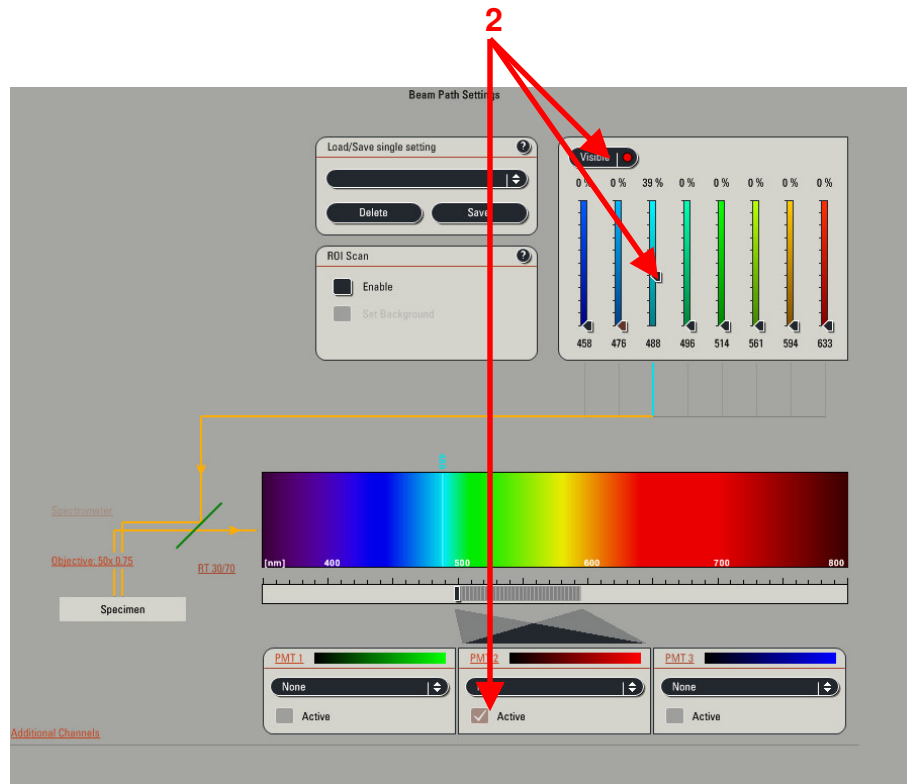 2
Beam Path Settings
Load/Save single setting ?
Delete Save
ROI Scan ?
Enable
Set Background
Visible
0 % 0 % 39 % 0 % 0 % 0 % 0 % 0 %
458 476 488 496 514 561 594 633
Spectrometer
Objective: 50x 0.75
RT 30/70
Specimen
[nm] 400 500 600 700 800
PMT 1 PMT 2 PMT 3
None None
Active Active Active
Additional Channels